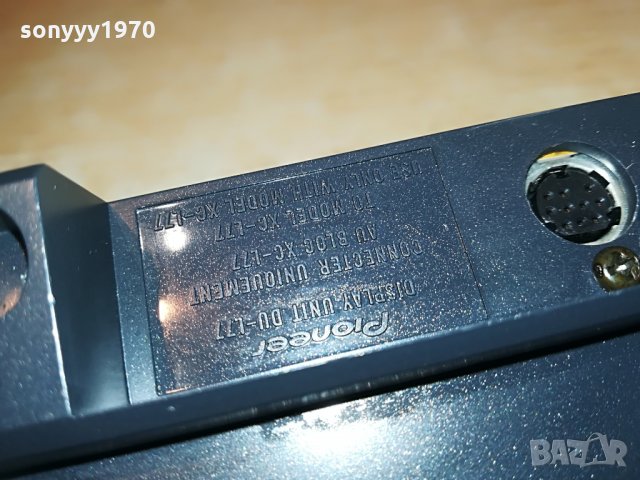 sonyyy1970
Pioneer
DISPLAY UNIT DU-L77
CONNECTER UNIQUEMENT
AU BLOC XC-L77
TO MODEL XC-L77
USE ONLY WITH MODEL XC-L77
BAZAR